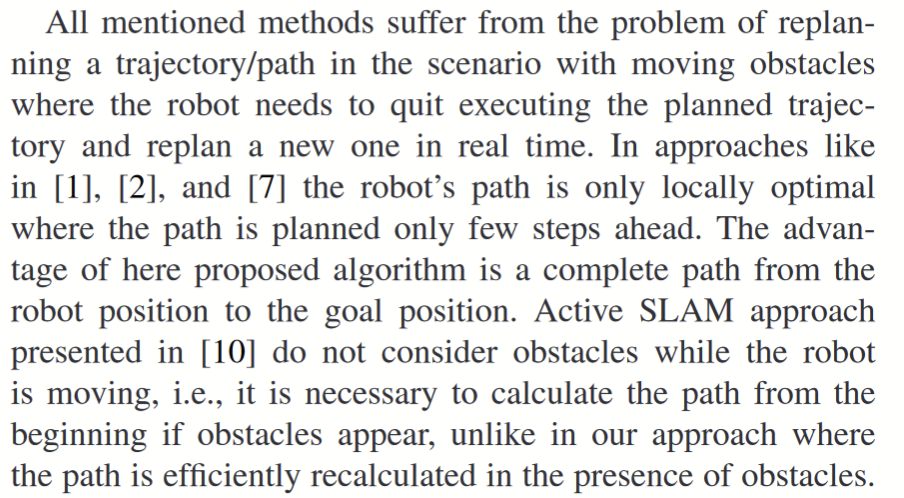 All mentioned methods suffer from the problem of replan-
ning a trajectory/path in the scenario with moving obstacles
where the robot needs to quit executing the planned trajec-
tory and replan a new one in real time. In approaches like
in [1], [2], and [7] the robot's path is only locally optimal
where the path is planned only few steps ahead. The advan-
tage of here proposed algorithm is a complete path from the
robot position to the goal position. Active SLAM approach
presented in [10] do not consider obstacles while the robot
is moving, i.e., it is necessary to calculate the path from the
beginning if obstacles appear, unlike in our approach where
the path is efficiently recalculated in the presence of obstacles.